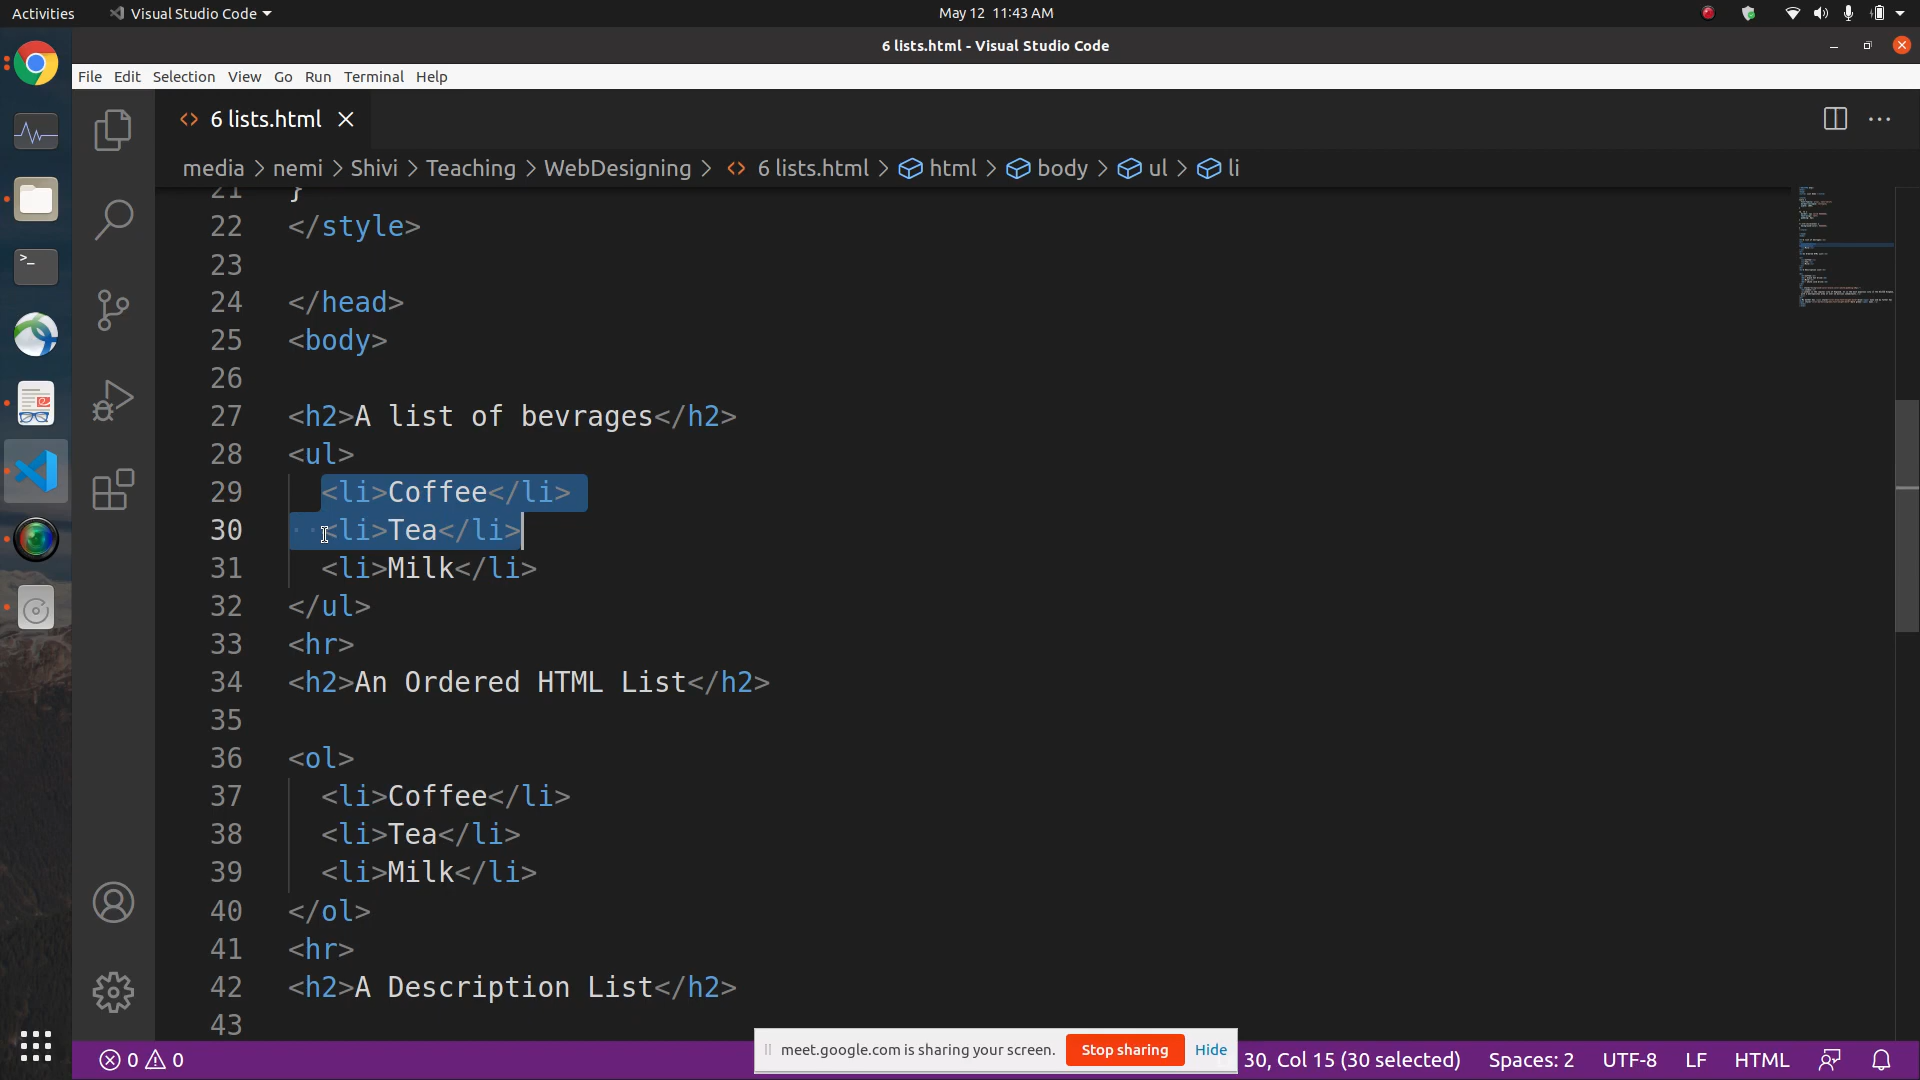 Activities Visual Studio Code May 12 11:43 AM
6 lists.html - Visual Studio Code
File Edit Selection View Go Run Terminal Help
6 lists.html
media > nemi > Shivi > Teaching > WebDesigning > 6 lists.html > html > body > ul > li
21 }
22 </style>
23
24 </head>
25 <body>
26
27 <h2>A list of bevrages</h2>
28 <ul>
29 <li>Coffee</li>
30 <li>Tea</li>
31 <li>Milk</li>
32 </ul>
33 <hr>
34 <h2>An Ordered HTML List</h2>
35
36 <ol>
37 <li>Coffee</li>
38 <li>Tea</li>
39 <li>Milk</li>
40 </ol>
41 <hr>
42 <h2>A Description List</h2>
43
meet.google.com is sharing your screen. Stop sharing Hide
0 0 30, Col 15 (30 selected) Spaces: 2 UTF-8 LF HTML